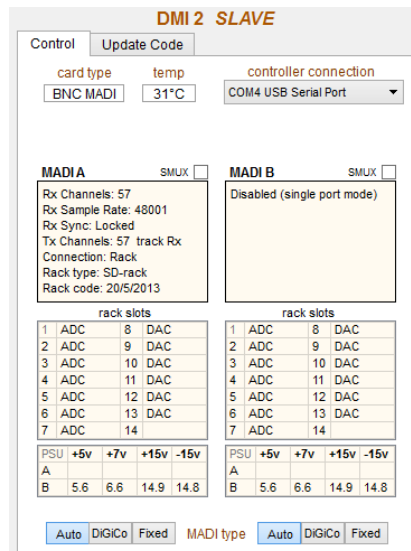 DMI 2 SLAVE
Control Update Code
card type temp controller connection
BNC MADI 31°C COM4 USB Serial Port
MADI A SMUX MADI B SMUX
Rx Channels: 57 Disabled (single port mode)
Rx Sample Rate: 48001
Rx Sync: Locked
Tx Channels: 57 track Rx
Connection: Rack
Rack type: SD-rack
Rack code: 20/5/2013
rack slots rack slots
1 ADC 8 DAC 1 ADC 8 DAC
2 ADC 9 DAC 2 ADC 9 DAC
3 ADC 10 DAC 3 ADC 10 DAC
4 ADC 11 DAC 4 ADC 11 DAC
5 ADC 12 DAC 5 ADC 12 DAC
6 ADC 13 DAC 6 ADC 13 DAC
7 ADC 14 7 ADC 14
PSU +5v +7v +15v -15v PSU +5v +7v +15v -15v
A A
B 5.6 6.6 14.9 14.8 B 5.6 6.6 14.9 14.8
Auto DiGiCo Fixed MADI type Auto DiGiCo Fixed